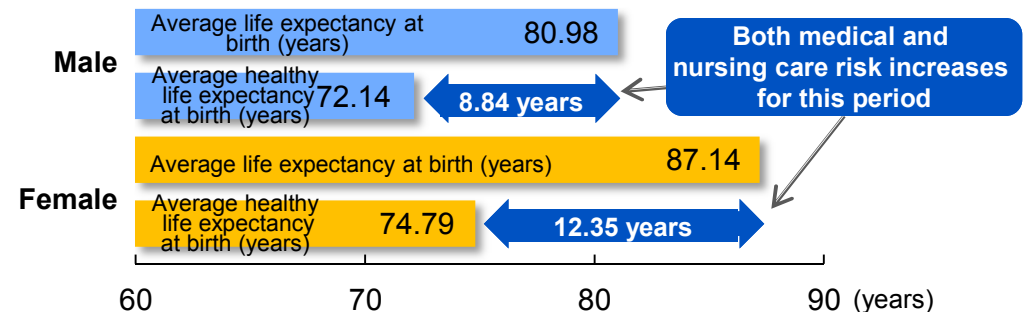 Average life expectancy at
birth (years)
80.98
Male
Average healthy
life expectancy
at birth (years)
72.14
8.84 years
Both medical and
nursing care risk increases
for this period
Average life expectancy at birth (years)
87.14
Female
Average healthy
life expectancy
at birth (years)
74.79
12.35 years
60 70 80 90 (years)